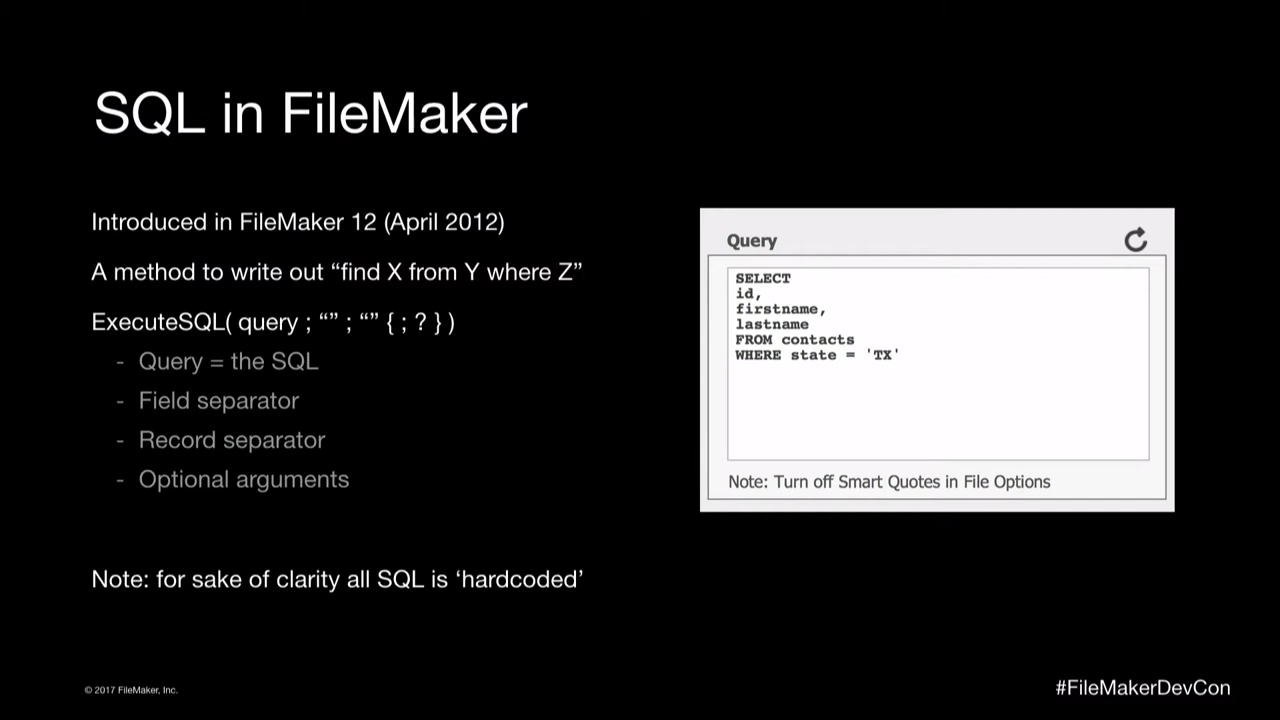 SQL in FileMaker
Introduced in FileMaker 12 (April 2012)
A method to write out “find X from Y where Z”
ExecuteSQL( query ; “” ; “” { ; ? } )
- Query = the SQL
- Field separator
- Record separator
- Optional arguments
Note: for sake of clarity all SQL is ‘hardcoded’
Query
SELECT
id,
firstname,
lastname
FROM contacts
WHERE state = 'TX'
Note: Turn off Smart Quotes in File Options
© 2017 FileMaker, Inc.
#FileMakerDevCon